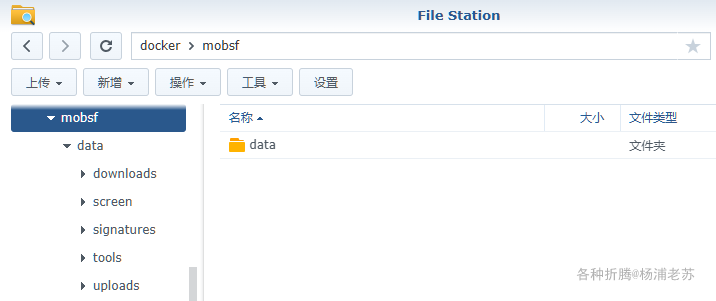 File Station
docker > mobsf
上传 新增 操作 工具 设置
mobsf
data
downloads
screen
signatures
tools
uploads
名称 大小 文件类型
data 文件夹
各种折腾@杨浦老苏